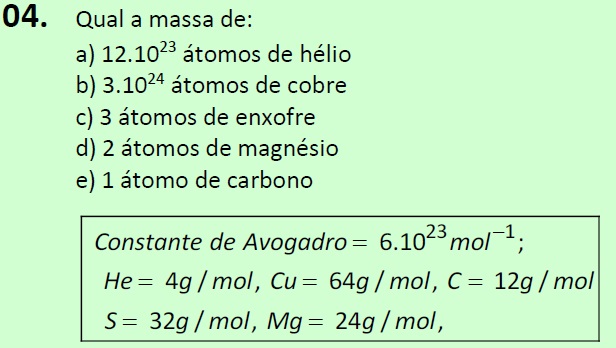 04. Qual a massa de:
a) 12.10²³ átomos de hélio
b) 3.10²⁴ átomos de cobre
c) 3 átomos de enxofre
d) 2 átomos de magnésio
e) 1 átomo de carbono
Constante de Avogadro = 6.10²³ mol⁻¹;
He = 4g / mol, Cu = 64g / mol, C = 12g / mol
S = 32g / mol, Mg = 24g / mol,